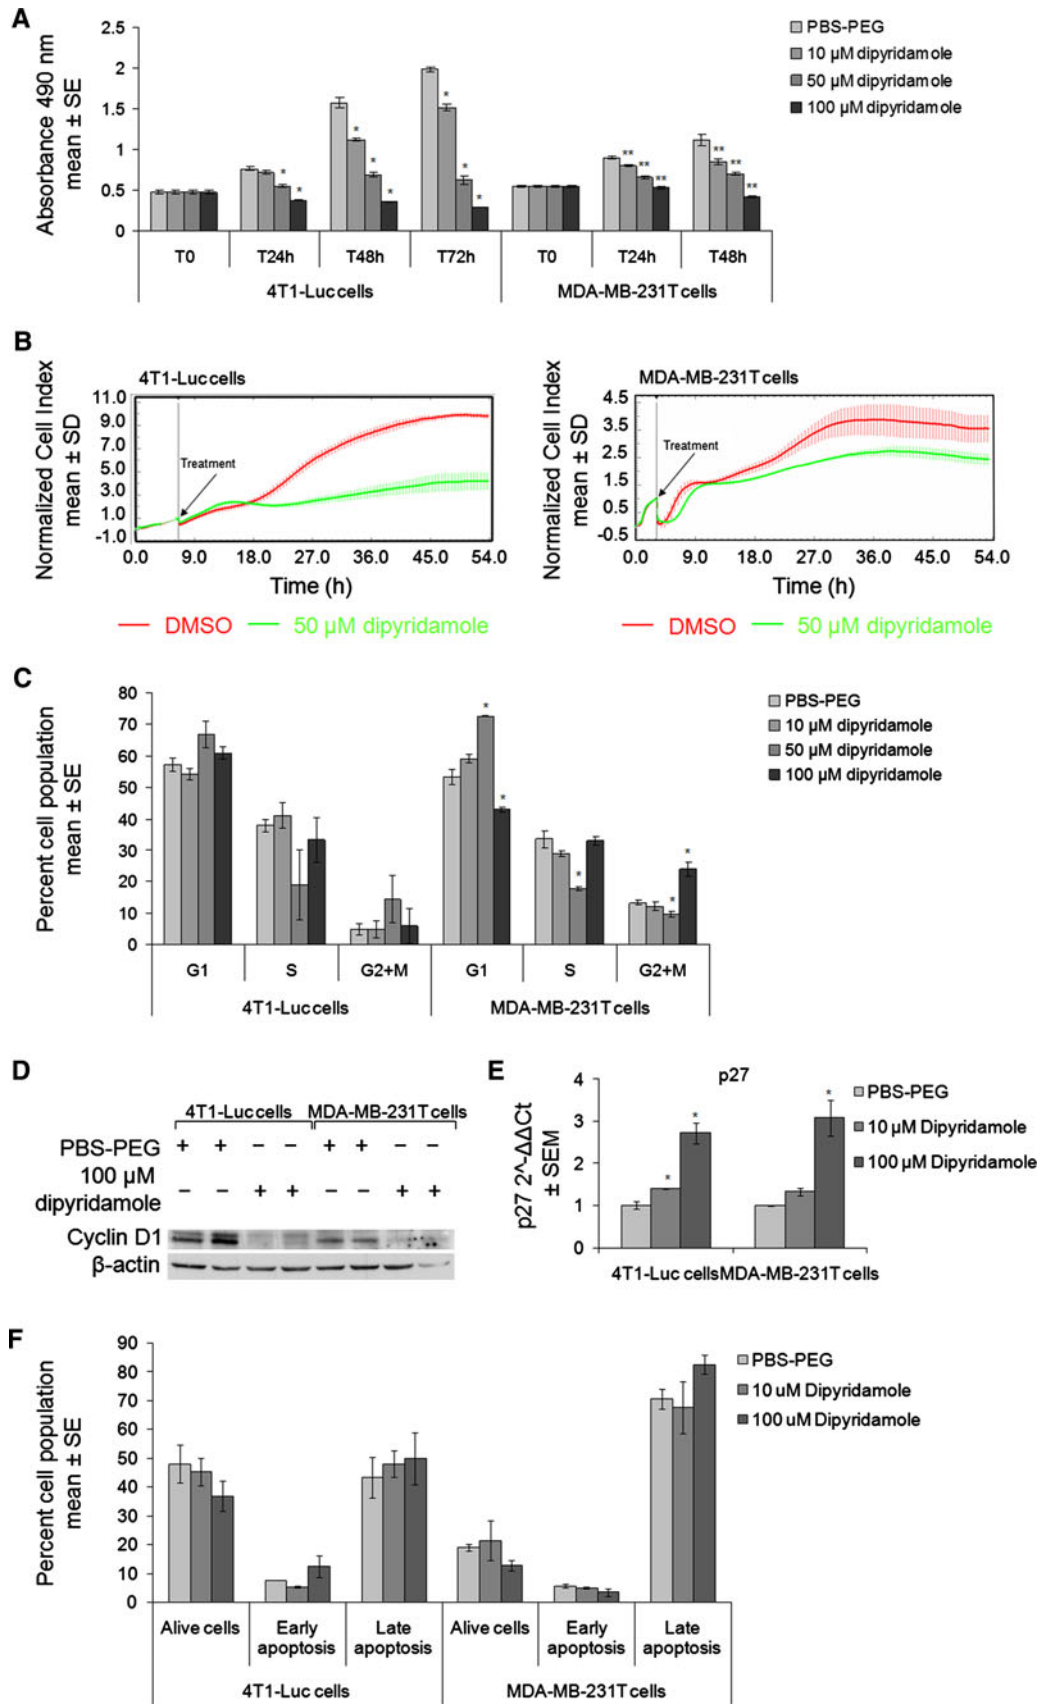 A
Absorbance 490 nm
mean ± SE
2.5
2
1.5
1
0.5
0
* * * * * * * *
** ** ** ** ** **
PBS-PEG
10 µM dipyridamole
50 µM dipyridamole
100 µM dipyridamole
T0 T24h T48h T72h T0 T24h T48h
4T1-Luc cells MDA-MB-231T cells
B
Normalized Cell Index
mean ± SD
4T1-Luc cells
11.0
9.0
7.0
5.0
3.0
1.0
-1.0
Treatment
0.0 9.0 18.0 27.0 36.0 45.0 54.0
Time (h)
DMSO 50 µM dipyridamole
Normalized Cell Index
mean ± SD
MDA-MB-231T cells
4.5
3.5
2.5
1.5
0.5
-0.5
Treatment
0.0 9.0 18.0 27.0 36.0 45.0 54.0
Time (h)
DMSO 50 µM dipyridamole
C
Percent cell population
mean ± SE
80
70
60
50
40
30
20
10
0
* * * * *
PBS-PEG
10 µM dipyridamole
50 µM dipyridamole
100 µM dipyridamole
G1 S G2+M G1 S G2+M
4T1-Luc cells MDA-MB-231T cells
D
4T1-Luc cells MDA-MB-231T cells
PBS-PEG + + – – + + – –
100 µM
dipyridamole – – + + – – + +
Cyclin D1
β-actin
E
p27
p27 2^-ΔΔCt
± SEM
4
3
2
1
0
* * *
PBS-PEG
10 µM Dipyridamole
100 µM Dipyridamole
4T1-Luc cells MDA-MB-231T cells
F
Percent cell population
mean ± SE
90
80
70
60
50
40
30
20
10
0
PBS-PEG
10 uM Dipyridamole
100 uM Dipyridamole
Alive cells Early apoptosis Late apoptosis Alive cells Early apoptosis Late apoptosis
4T1-Luc cells MDA-MB-231T cells